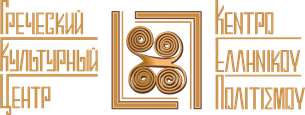 Греческий
Культурный
Центр
Κεντρο
Ελληνικου
Πολιτισμου